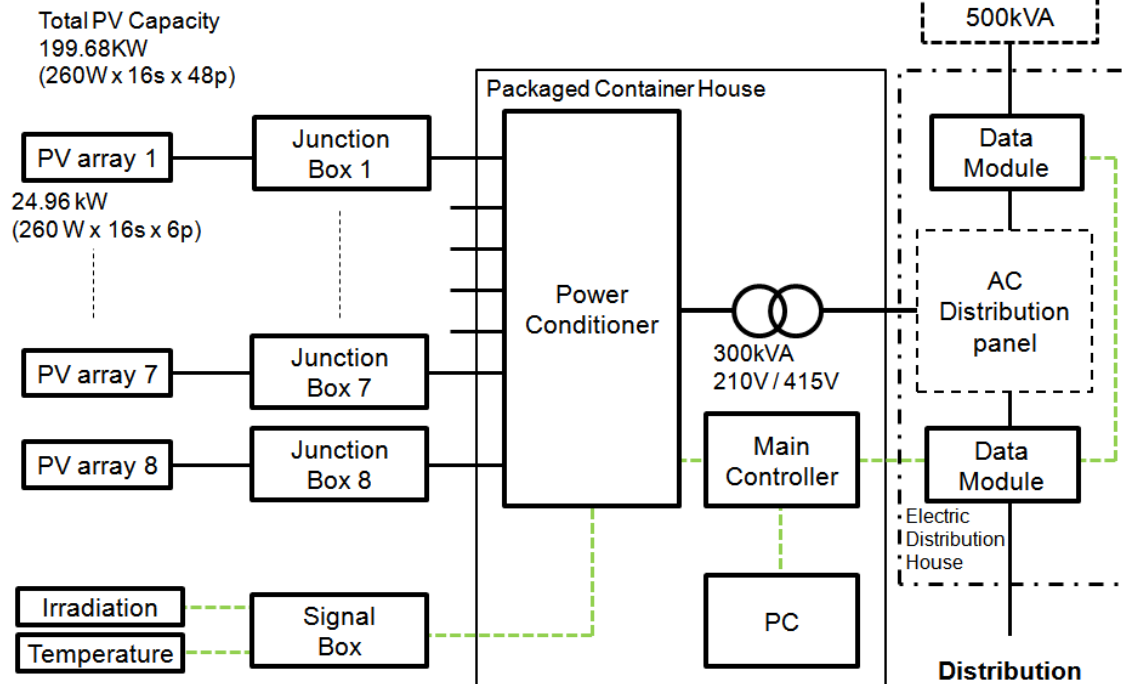 Total PV Capacity
199.68KW
(260W x 16s x 48p)
500kVA
Packaged Container House
PV array 1
Junction
Box 1
24.96 kW
(260 W x 16s x 6p)
Data
Module
Power
Conditioner
AC
Distribution
panel
300kVA
210V / 415V
PV array 7
Junction
Box 7
PV array 8
Junction
Box 8
Main
Controller
Data
Module
Electric
Distribution
House
Irradiation
Temperature
Signal
Box
PC
Distribution